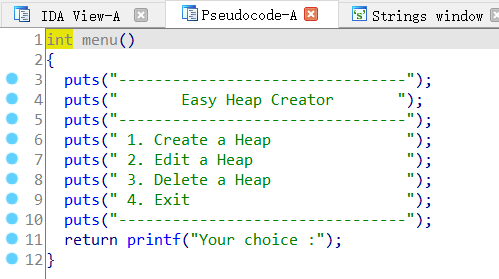 IDA View-A Pseudocode-A Strings window
1 int menu()
2 {
3   puts("--------------------------------");
4   puts("       Easy Heap Creator       ");
5   puts("--------------------------------");
6   puts(" 1. Create a Heap               ");
7   puts(" 2. Edit a Heap                 ");
8   puts(" 3. Delete a Heap               ");
9   puts(" 4. Exit                        ");
10   puts("--------------------------------");
11   return printf("Your choice :");
12 }